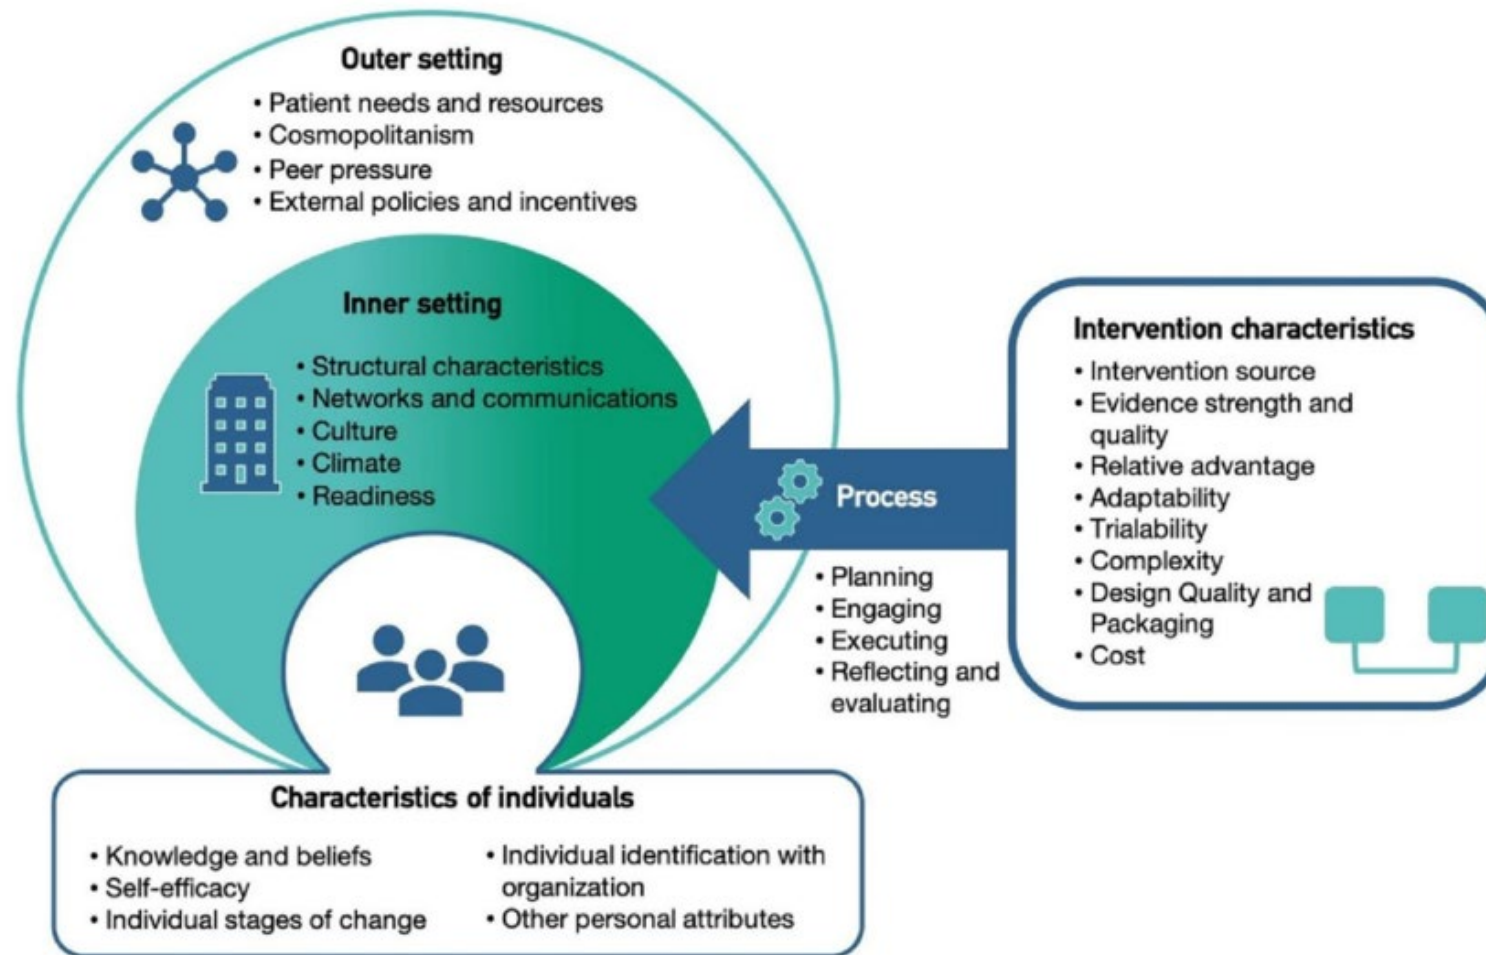 Outer setting
• Patient needs and resources
• Cosmopolitanism
• Peer pressure
• External policies and incentives
Inner setting
• Structural characteristics
• Networks and communications
• Culture
• Climate
• Readiness
Process
• Planning
• Engaging
• Executing
• Reflecting and
evaluating
Intervention characteristics
• Intervention source
• Evidence strength and
quality
• Relative advantage
• Adaptability
• Trialability
• Complexity
• Design Quality and
Packaging
• Cost
Characteristics of individuals
• Knowledge and beliefs
• Self-efficacy
• Individual stages of change
• Individual identification with
organization
• Other personal attributes